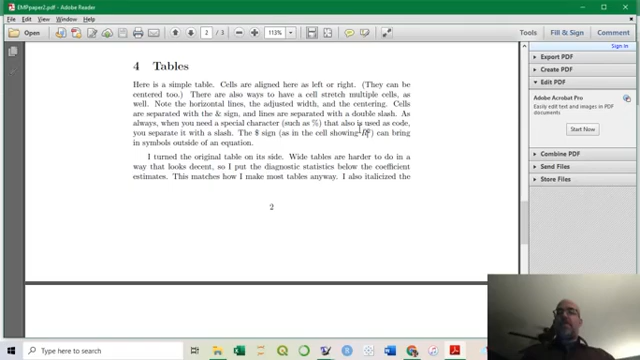 EMPpaper2.pdf - Adobe Reader
File Edit View Window Help
Open 2 / 3 113% Tools Fill & Sign Comment
Sign In
4 Tables
Here is a simple table. Cells are aligned here as left or right. (They can be
centered too.) There are also ways to have a cell stretch multiple cells, as
well. Note the horizontal lines, the adjusted width, and the centering. Cells
are separated with the & sign, and lines are separated with a double slash. As
always, when you need a special character (such as %) that also is used as code,
you separate it with a slash. The $ sign (as in the cell showing R²) can bring
in symbols outside of an equation.
I turned the original table on its side. Wide tables are harder to do in a
way that looks decent, so I put the diagnostic statistics below the coefficient
estimates. This matches how I make most tables anyway. I also italicized the
2
Export PDF
Create PDF
Edit PDF
Adobe Acrobat Pro
Easily edit text and images in PDF
documents
Start Now
Combine PDF
Send Files
Store Files
Type here to search